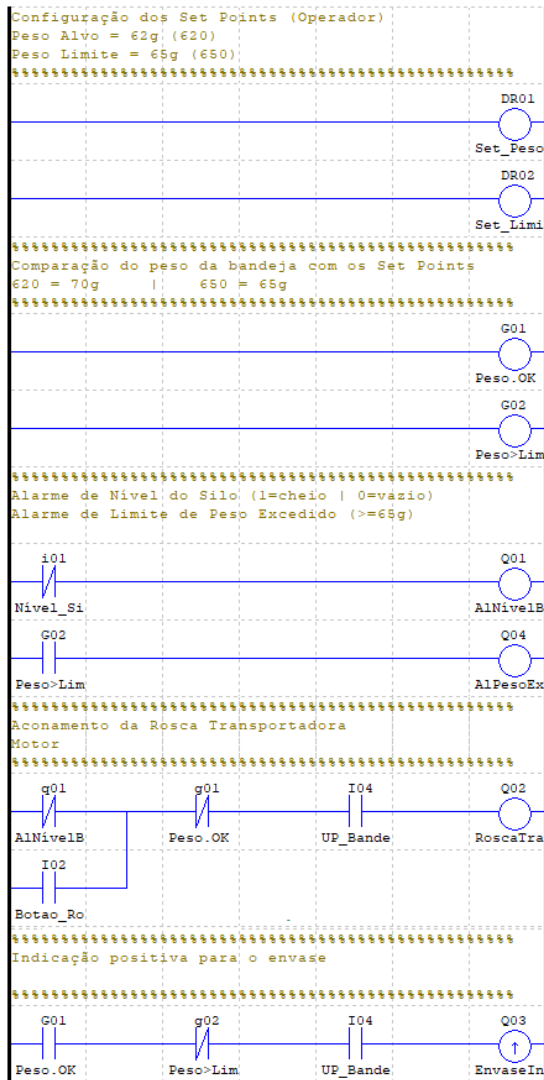 Configuração dos Set Points (Operador)
Peso Alvo = 62g (620)
Peso Limite = 65g (650)
%%%%%%%%%%%%%%%%%%%%%%%%%%%%%%%%%%%%%%%%%%%%%%%%%%
DR01
Set_Peso
DR02
Set_Limi
%%%%%%%%%%%%%%%%%%%%%%%%%%%%%%%%%%%%%%%%%%%%%%%%%%
Comparação do peso da bandeja com os Set Points
620 = 70g | 650 = 65g
%%%%%%%%%%%%%%%%%%%%%%%%%%%%%%%%%%%%%%%%%%%%%%%%%%
G01
Peso.OK
G02
Peso>Lim
%%%%%%%%%%%%%%%%%%%%%%%%%%%%%%%%%%%%%%%%%%%%%%%%%%
Alarme de Nível do Silo (1=cheio | 0=vazio)
Alarme de Limite de Peso Excedido (>=65g)
i01 Q01
Nível_Si AlNívelB
G02 Q04
Peso>Lim AlPesoEx
%%%%%%%%%%%%%%%%%%%%%%%%%%%%%%%%%%%%%%%%%%%%%%%%%%
Aconamento da Rosca Transportadora
Motor
%%%%%%%%%%%%%%%%%%%%%%%%%%%%%%%%%%%%%%%%%%%%%%%%%%
q01 g01 I04 Q02
AlNívelB Peso.OK UP_Bande RoscaTra
I02
Botao_Ro
%%%%%%%%%%%%%%%%%%%%%%%%%%%%%%%%%%%%%%%%%%%%%%%%%%
Indicação positiva para o envase
%%%%%%%%%%%%%%%%%%%%%%%%%%%%%%%%%%%%%%%%%%%%%%%%%%
G01 g02 I04 Q03
Peso.OK Peso>Lim UP_Bande EnvaseIn